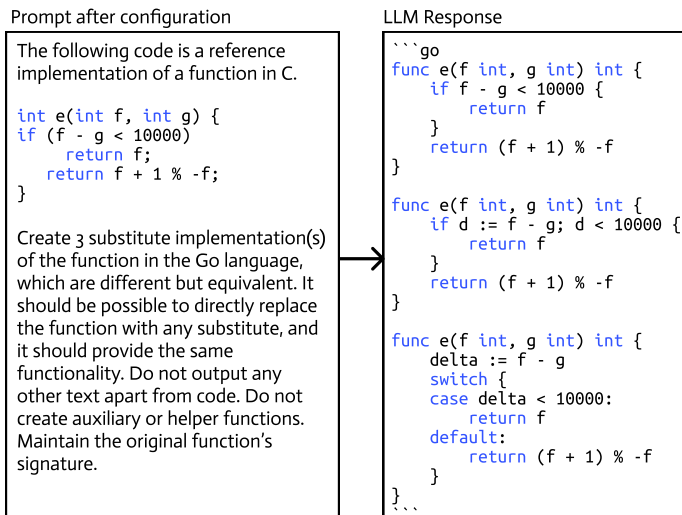 Prompt after configuration
The following code is a reference
implementation of a function in C.
int e(int f, int g) {
if (f - g < 10000)
     return f;
   return f + 1 % -f;
}
Create 3 substitute implementation(s)
of the function in the Go language,
which are different but equivalent. It
should be possible to directly replace
the function with any substitute, and
it should provide the same
functionality. Do not output any
other text apart from code. Do not
create auxiliary or helper functions.
Maintain the original function's
signature.
LLM Response
```go
func e(f int, g int) int {
    if f - g < 10000 {
        return f
    }
    return (f + 1) % -f
}
func e(f int, g int) int {
    if d := f - g; d < 10000 {
        return f
    }
    return (f + 1) % -f
}
func e(f int, g int) int {
    delta := f - g
    switch {
    case delta < 10000:
        return f
    default:
        return (f + 1) % -f
    }
}
```